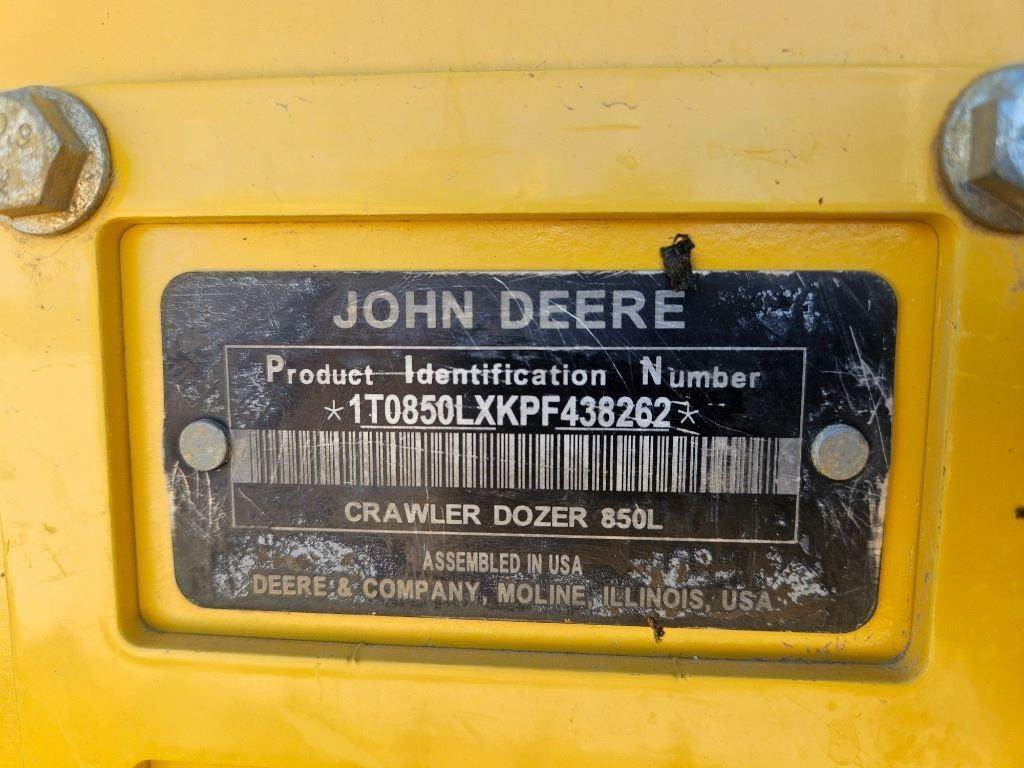 JOHN DEERE
Product Identification Number
*1T0850LXKPF438262*
CRAWLER DOZER 850L
ASSEMBLED IN USA
DEERE & COMPANY, MOLINE, ILLINOIS, USA